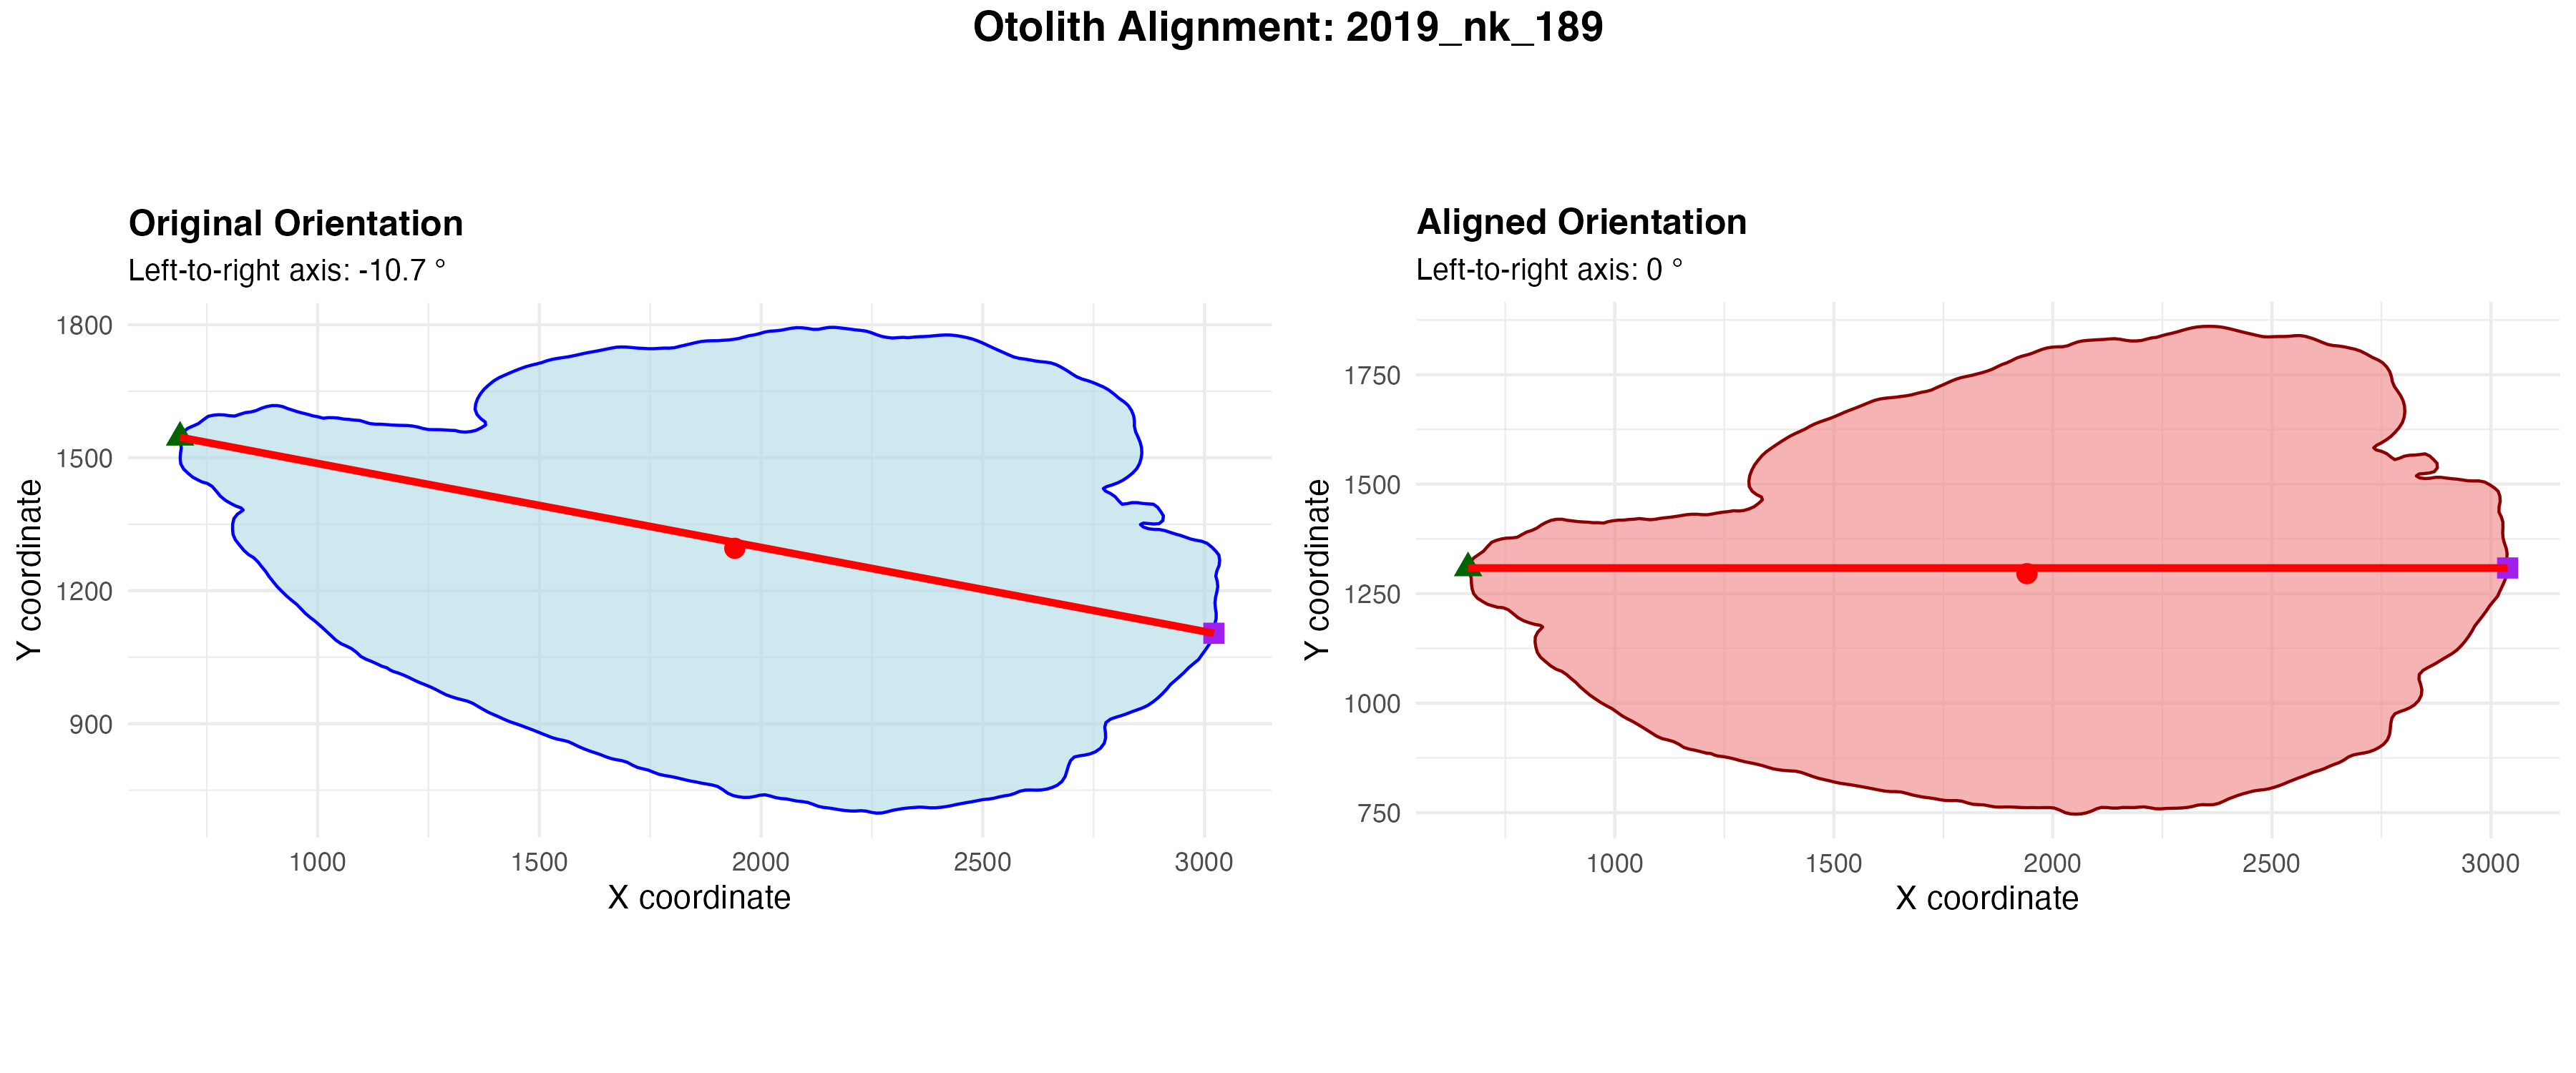 Otolith Alignment: 2019_nk_189
Original Orientation
Left-to-right axis: -10.7 °
1800
1500
1200
900
Y coordinate
1000
1500
2000
2500
3000
X coordinate
Aligned Orientation
Left-to-right axis: 0 °
1750
1500
1250
1000
750
Y coordinate
1000
1500
2000
2500
3000
X coordinate